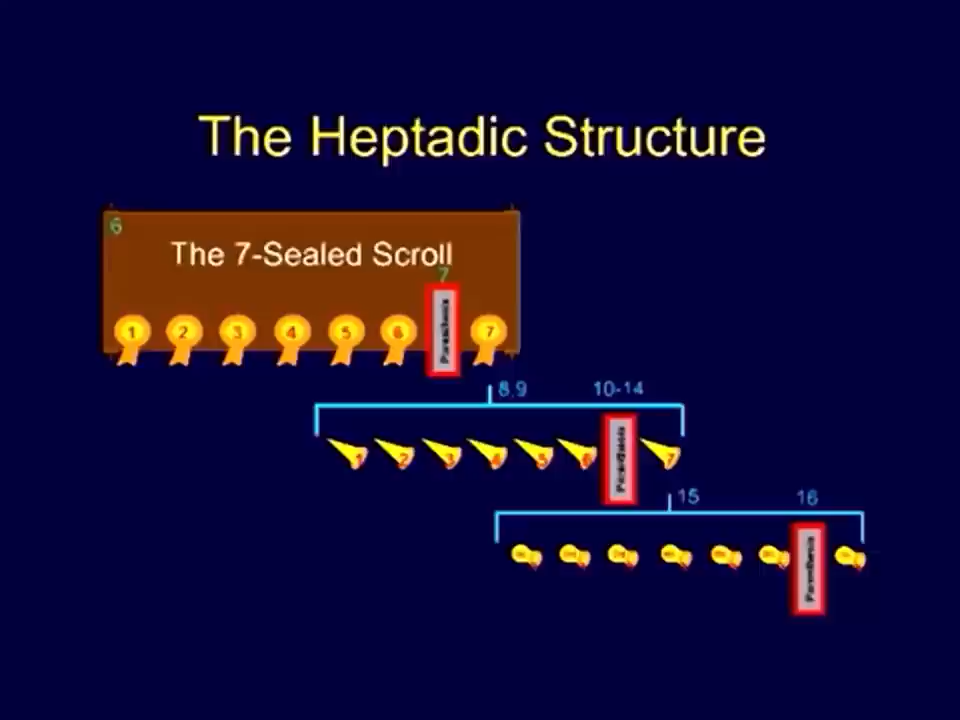 The Heptadic Structure
6
The 7-Sealed Scroll
7
1 2 3 4 5 6 Parenthesis 7
8,9 10-14
1 2 3 4 5 6 Parenthesis 7
15 16
Parenthesis